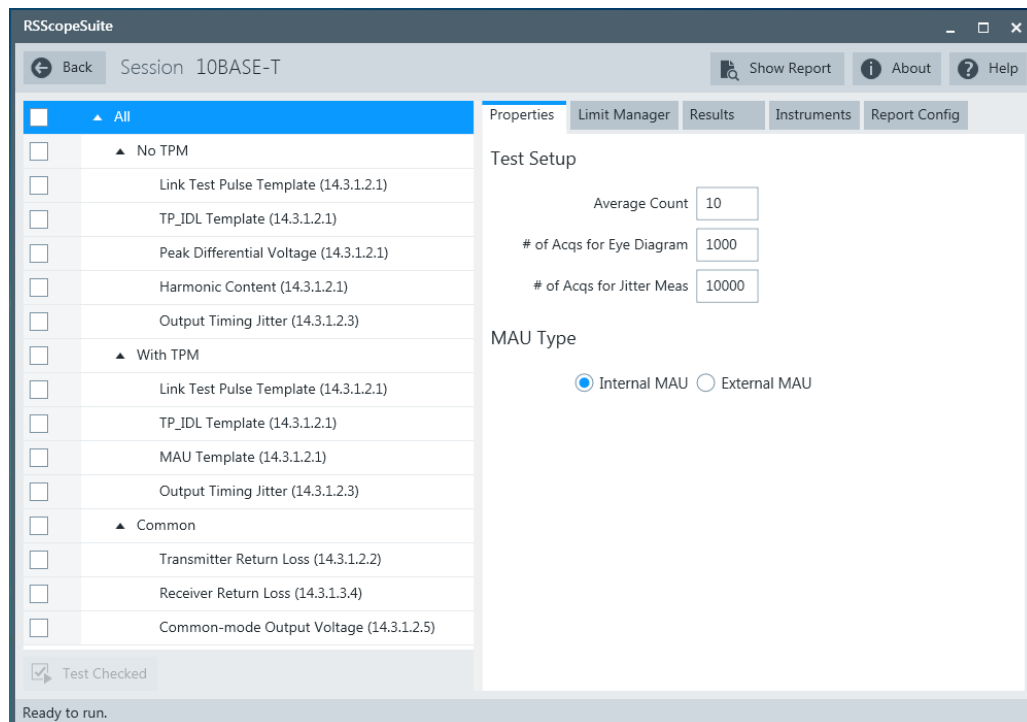 RSScopeSuite
Back
Session 10BASE-T
Show Report
About
Help
All
No TPM
Link Test Pulse Template (14.3.1.2.1)
TP_IDL Template (14.3.1.2.1)
Peak Differential Voltage (14.3.1.2.1)
Harmonic Content (14.3.1.2.1)
Output Timing Jitter (14.3.1.2.3)
With TPM
Link Test Pulse Template (14.3.1.2.1)
TP_IDL Template (14.3.1.2.1)
MAU Template (14.3.1.2.1)
Output Timing Jitter (14.3.1.2.3)
Common
Transmitter Return Loss (14.3.1.2.2)
Receiver Return Loss (14.3.1.3.4)
Common-mode Output Voltage (14.3.1.2.5)
Test Checked
Properties
Limit Manager
Results
Instruments
Report Config
Test Setup
Average Count 10
# of Acqs for Eye Diagram 1000
# of Acqs for Jitter Meas 10000
MAU Type
Internal MAU
External MAU
Ready to run.